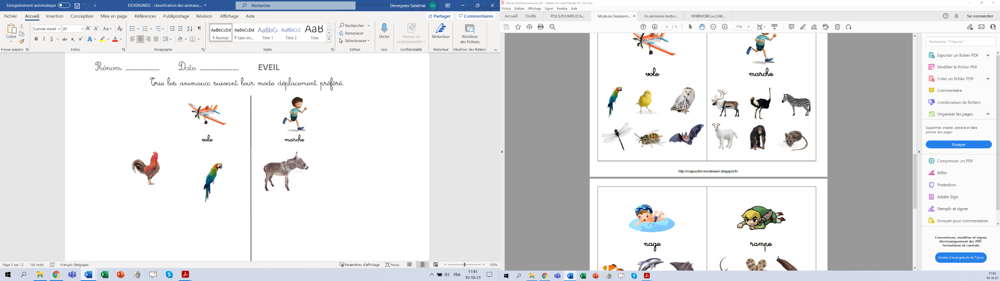 Enregistrement automatique
DEVERGNIES - classification des animaux...
Rechercher
Devergnies Sandrine
DS
Fichier Accueil Insertion Conception Mise en page Références Publipostage Révision Affichage Aide
Partager
Commentaires
Coller
Cursive stand. 20
Aa
G I S ab x₂ x² A A
AaBbCcDd AaBbCcDd AaBbCc AaBbCcC AaB
¶ Normal ¶ Sans int... Titre 1 Titre 2 Titre
Rechercher
Remplacer
Sélectionner
Dicter
Niveau de confidentialité
Rédacteur
Réutiliser des fichiers
Presse-papiers Police Paragraphe Styles Édition Voix Confidentialité Rédacteur Réutiliser des fichiers
Prénom Date EVEIL
Trie les animaux suivant leur mode déplacement préféré.
vole marche
Page 5 sur 12 164 mots Français (Belgique) Paramètres d'affichage Focus 100%
FRA
11:43
10-10-21
Mode.de.Deplacement.pdf - Adobe Acrobat Reader DC (32-bit)
Fichier Edition Affichage Signer Fenêtre Aide
Accueil Outils POILS.PLUMES.ECA... Mode.de.Deplacem... × tri-carnivore-herbiv... HERBIVORE.ou.CAR... Se connecter
3 / 5 71%
vole marche
http://crapouillot-montessori.blogspot.fr/
nage rampe
Rechercher "Filigrane"
Exporter un fichier PDF
Modifier le fichier PDF
Créer un fichier PDF
Commentaire
Combinaison de fichiers
Organiser les pages
Supprimer, insérer, extraire et faire
pivoter des pages
Essayer
Compresser un PDF
Biffer
Protection
Adobe Sign
Remplir et signer
Envoyer pour commentaires
Convertissez, modifiez et signez
électroniquement des PDF
formulaires et contrats
Version d'essai gratuite de 7 jours
11:43
10-10-21